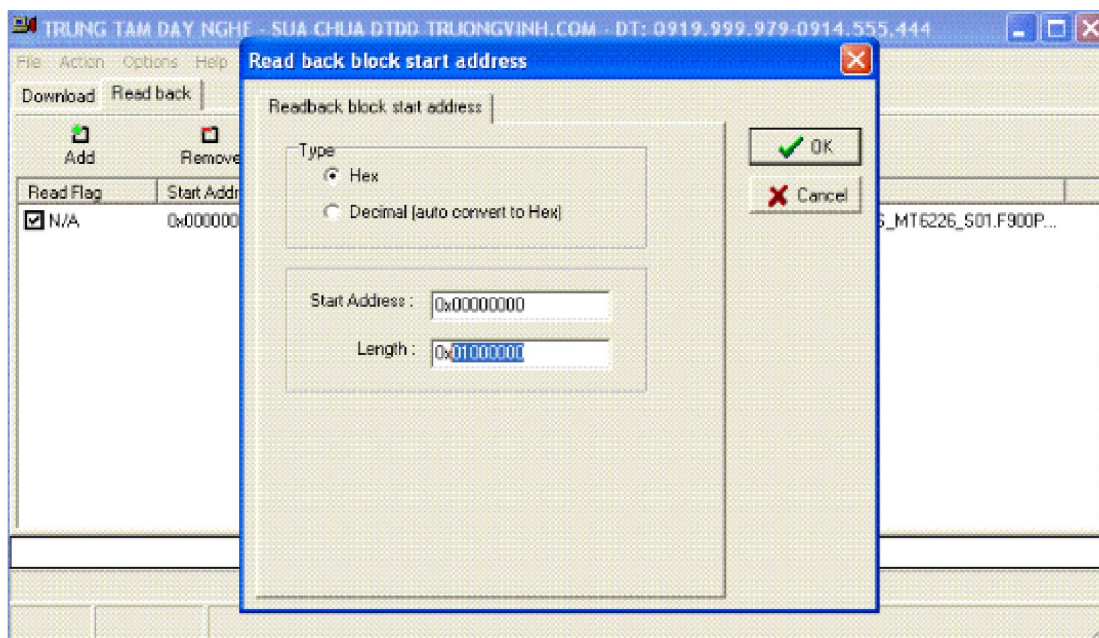 TRUNG TAM DAY NGHE - SUA CHUA DTDD TRUONGVINH.COM - DT: 0919.999.979-0914.555.444
File Action Options Help
Read back block start address
Download Read back
Readback block start address
Add Remove
Type
Hex
Decimal (auto convert to Hex)
OK
Cancel
Read Flag Start Addr
N/A 0x000000 S_MT6226_S01.F900P...
Start Address : 0x00000000
Length : 0x01000000